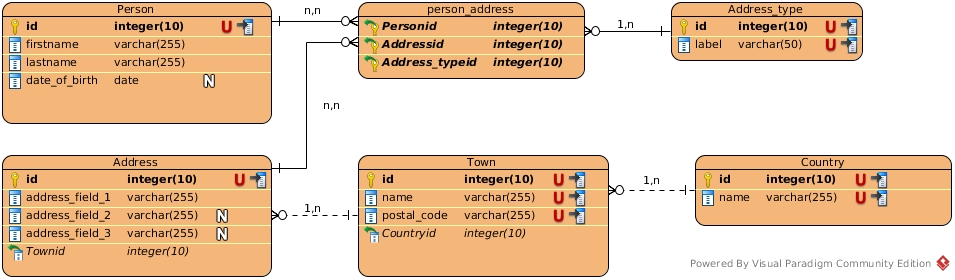 Person
id integer(10) U
firstname varchar(255)
lastname varchar(255)
date_of_birth date N
n,n
person_address
Personid integer(10)
Addressid integer(10)
Address_typeid integer(10)
1,n
Address_type
id integer(10) U
label varchar(50) U
n,n
Address
id integer(10) U
address_field_1 varchar(255)
address_field_2 varchar(255) N
address_field_3 varchar(255) N
Townid integer(10)
1,n
Town
id integer(10) U
name varchar(255) U
postal_code varchar(255) U
Countryid integer(10)
1,n
Country
id integer(10) U
name varchar(255) U
Powered By Visual Paradigm Community Edition